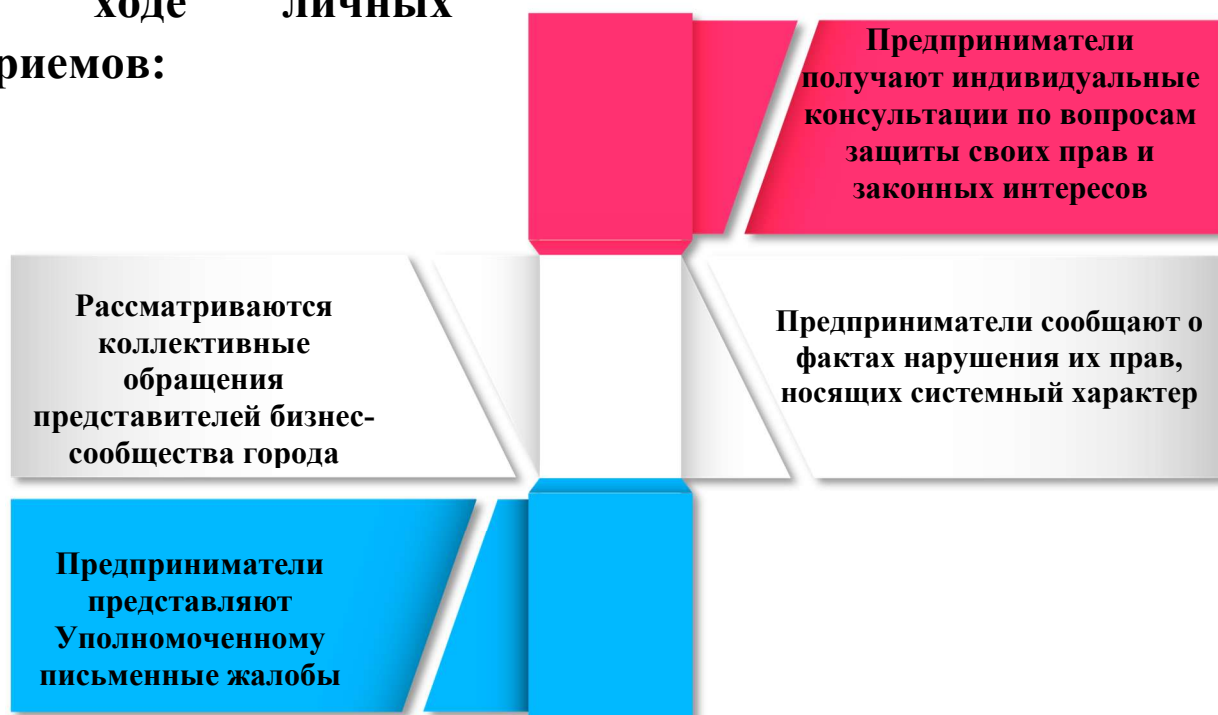 ходе личных
риемов:
Предприниматели
получают индивидуальные
консультации по вопросам
защиты своих прав и
законных интересов
Рассматриваются
коллективные
обращения
представителей бизнес-
сообщества города
Предприниматели сообщают о
фактах нарушения их прав,
носящих системный характер
Предприниматели
представляют
Уполномоченному
письменные жалобы